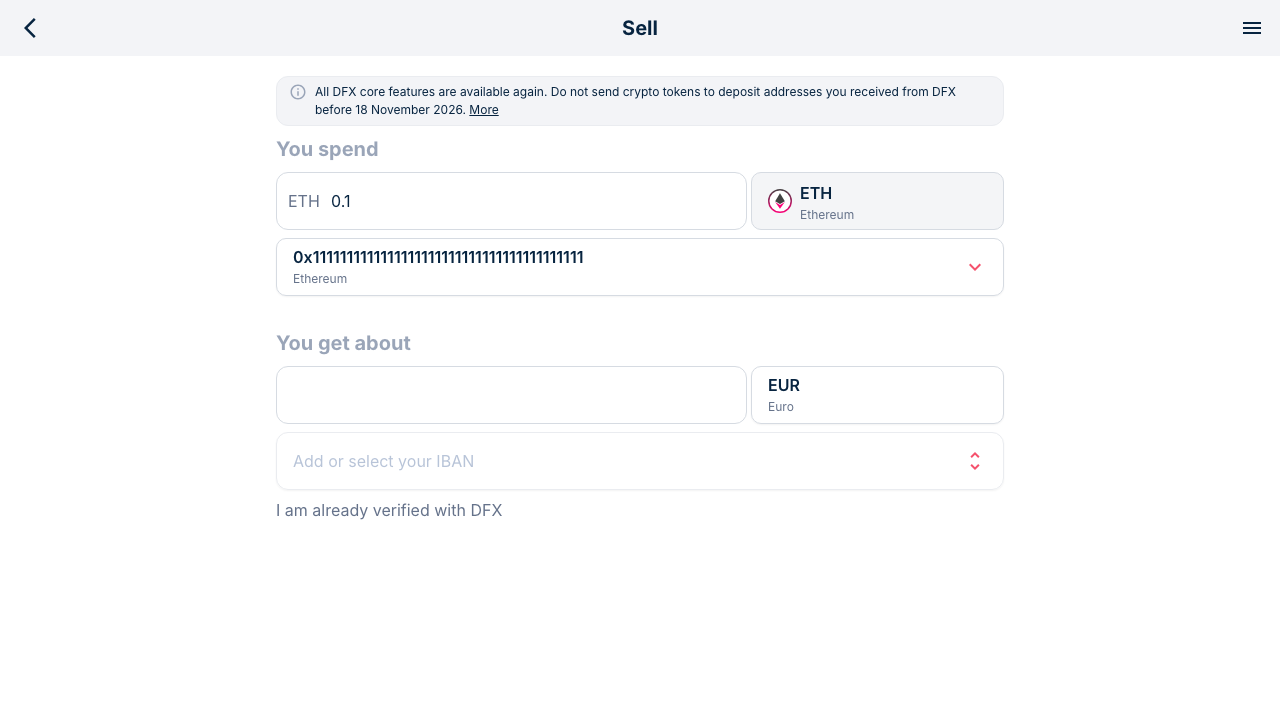 Sell
All DFX core features are available again. Do not send crypto tokens to deposit addresses you received from DFX
before 18 November 2026. More
You spend
ETH 0.1
ETH
Ethereum
0x1111111111111111111111111111111111111111
Ethereum
You get about
EUR
Euro
Add or select your IBAN
I am already verified with DFX